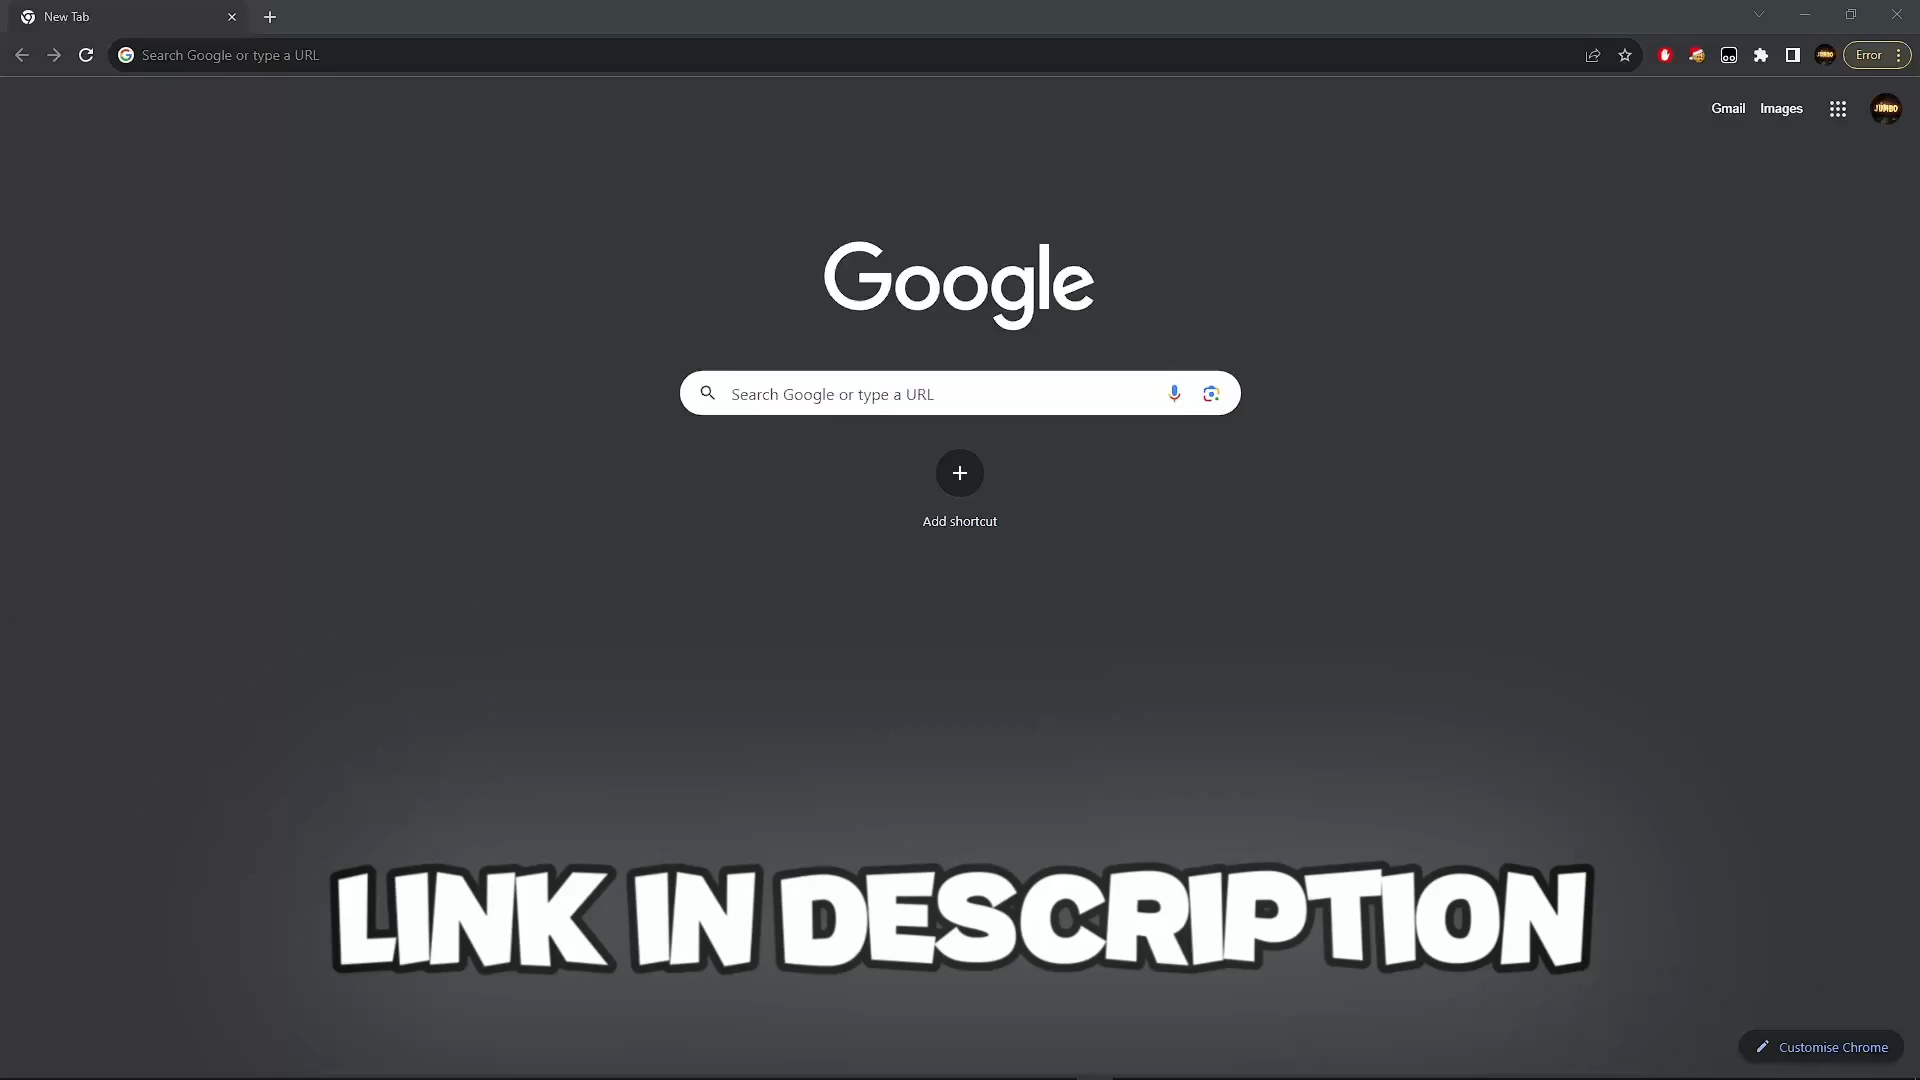 New Tab
Search Google or type a URL
Error
Gmail Images
JUMBO
Google
Search Google or type a URL
Add shortcut
LINK IN DESCRIPTION
Customise Chrome